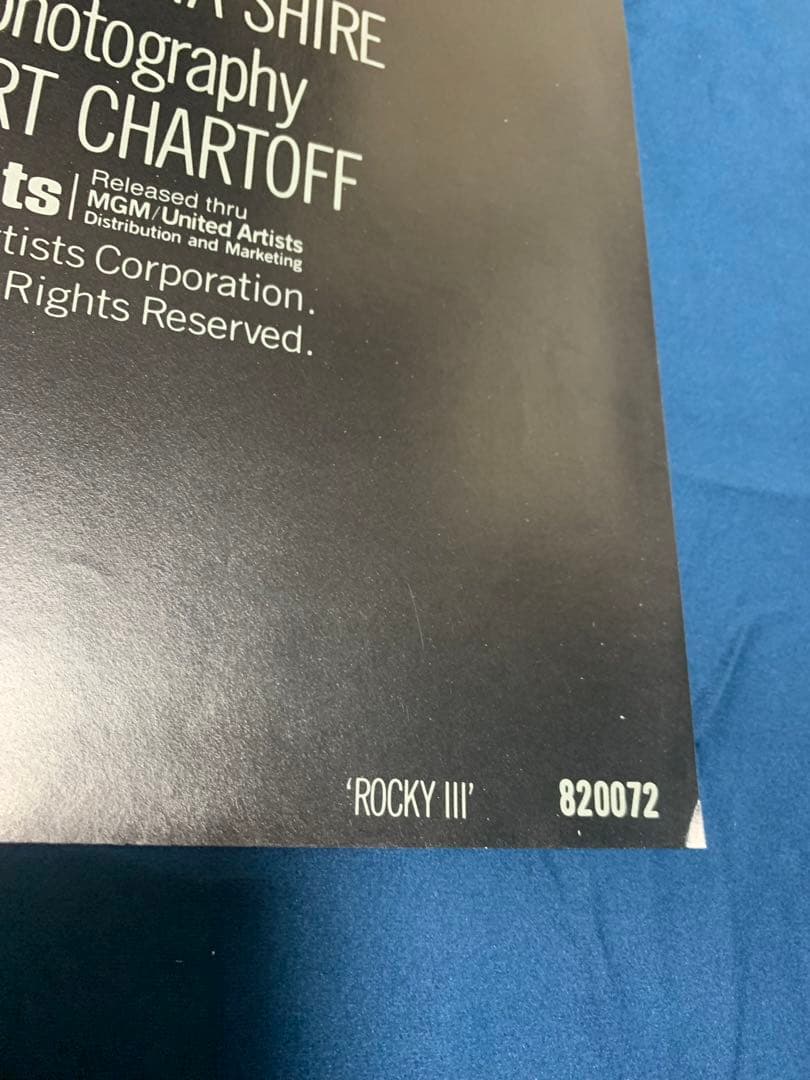 SHIRE
photography
RT CHARTOFF
ts
Released thru
MGM/United Artists
Distribution and Marketing
tists Corporation.
Rights Reserved.
'ROCKY III' 820072